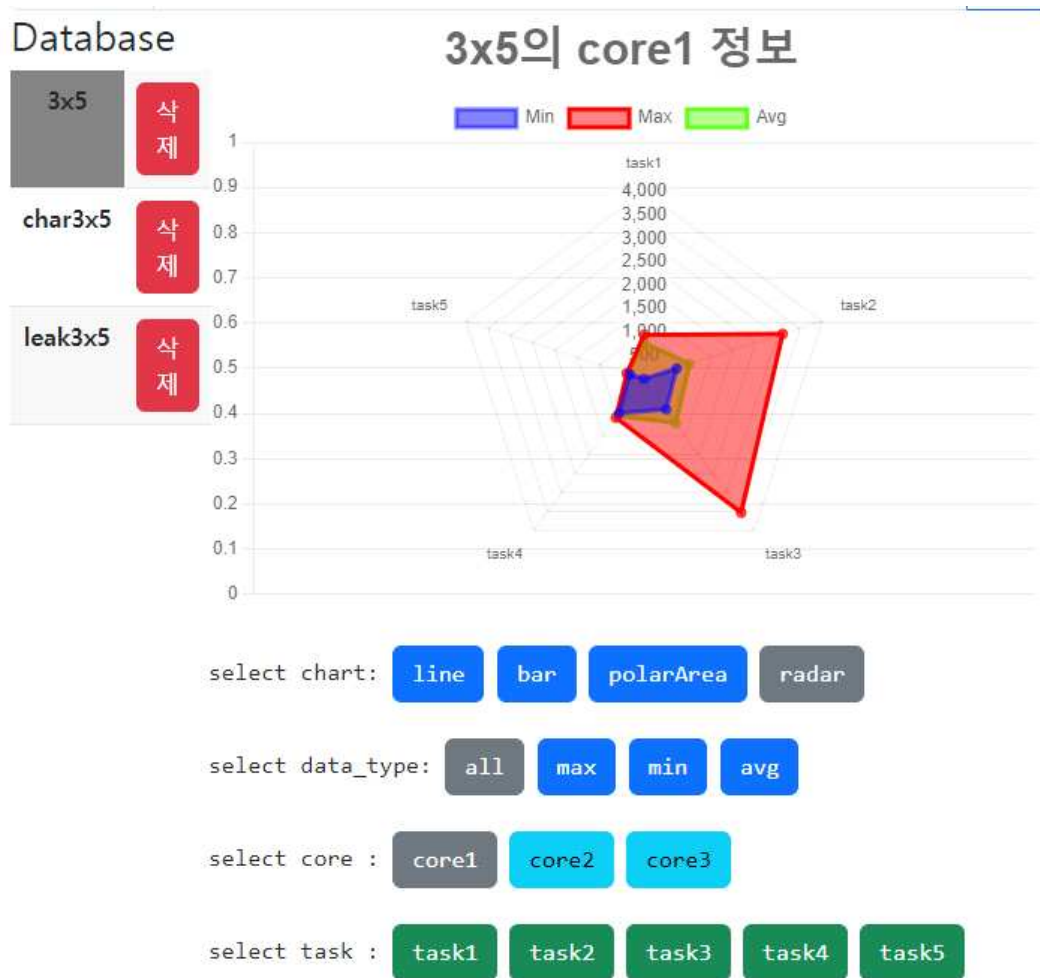 Database
3x5
삭
제
char3x5
삭
제
leak3x5
삭
제
3x5의 core1 정보
Min Max Avg
1
0.9
0.8
0.7
0.6
0.5
0.4
0.3
0.2
0.1
0
task1
4,000
3,500
3,000
2,500
2,000
1,500
1,000
500
task2
task5
task4
task3
select chart: line bar polarArea radar
select data_type: all max min avg
select core : core1 core2 core3
select task : task1 task2 task3 task4 task5